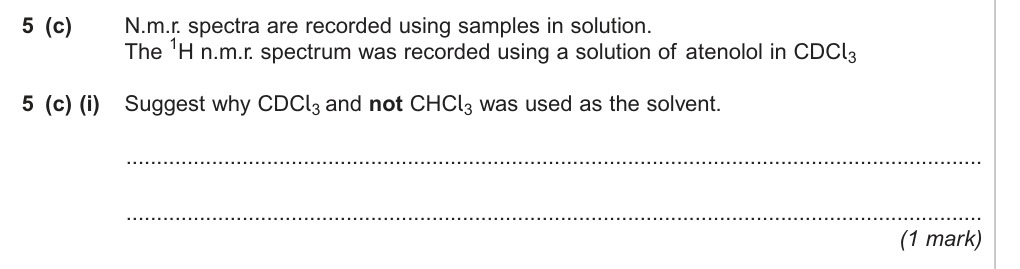 5 (c) N.m.r. spectra are recorded using samples in solution.
The ¹H n.m.r. spectrum was recorded using a solution of atenolol in CDCl₃
5 (c) (i) Suggest why CDCl₃ and not CHCl₃ was used as the solvent.
(1 mark)